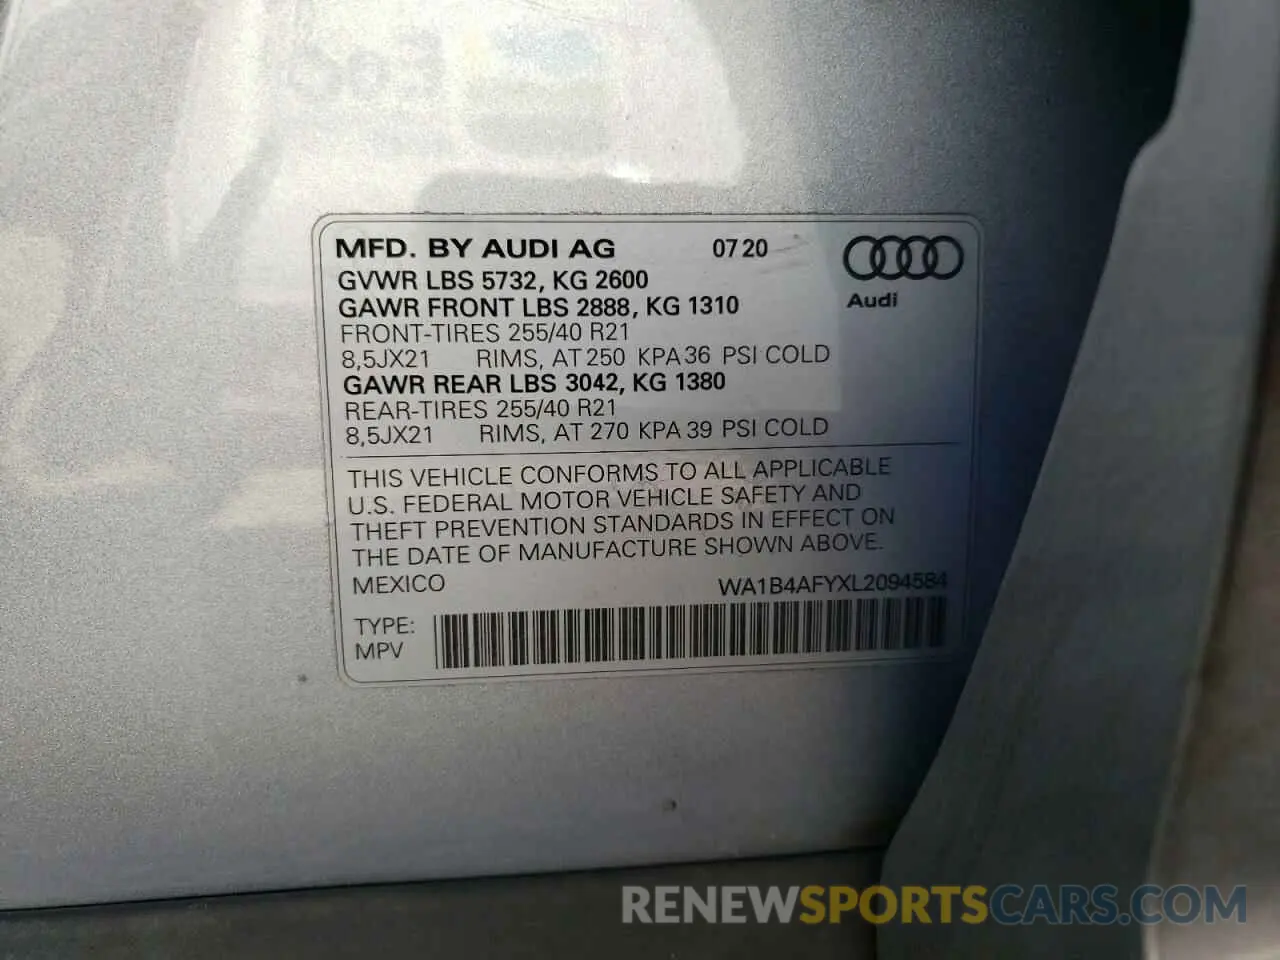 MFD. BY AUDI AG 0720
GVWR LBS 5732, KG 2600
GAWR FRONT LBS 2888, KG 1310
Audi
FRONT-TIRES 255/40 R21
8,5JX21 RIMS, AT 250 KPA 36 PSI COLD
GAWR REAR LBS 3042, KG 1380
REAR-TIRES 255/40 R21
8,5JX21 RIMS, AT 270 KPA 39 PSI COLD
THIS VEHICLE CONFORMS TO ALL APPLICABLE
U.S. FEDERAL MOTOR VEHICLE SAFETY AND
THEFT PREVENTION STANDARDS IN EFFECT ON
THE DATE OF MANUFACTURE SHOWN ABOVE.
MEXICO WA1B4AFYXL2094584
TYPE:
MPV
RENEWSPORTSCARS.COM